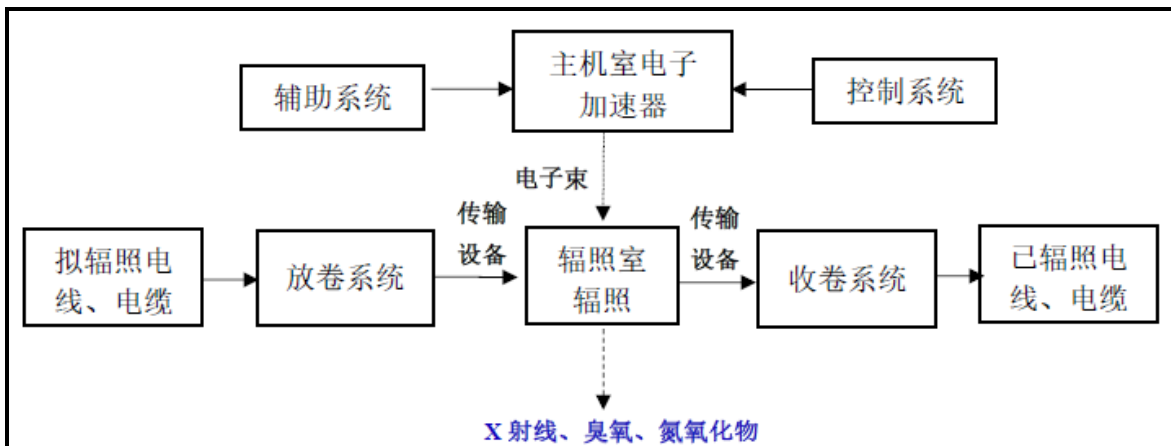 辅助系统
主机室电子
加速器
控制系统
电子束
传输
设备
传输
设备
拟辐照电
线、电缆
放卷系统
辐照室
辐照
收卷系统
已辐照电
线、电缆
X 射线、臭氧、氮氧化物